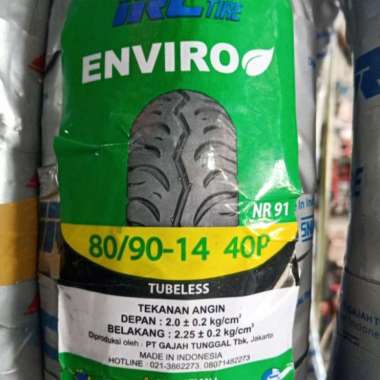 IRC TIRE
ENVIRO
NR 91
80/90-14 40P
TUBELESS
TEKANAN ANGIN
DEPAN : 2.0 ± 0.2 kg/cm²
BELAKANG : 2.25 ± 0.2 kg/cm²
Diproduksi oleh : PT GAJAH TUNGGAL Tbk, Jakarta
MADE IN INDONESIA
HOTLINE : 021-3862273, 08071482273